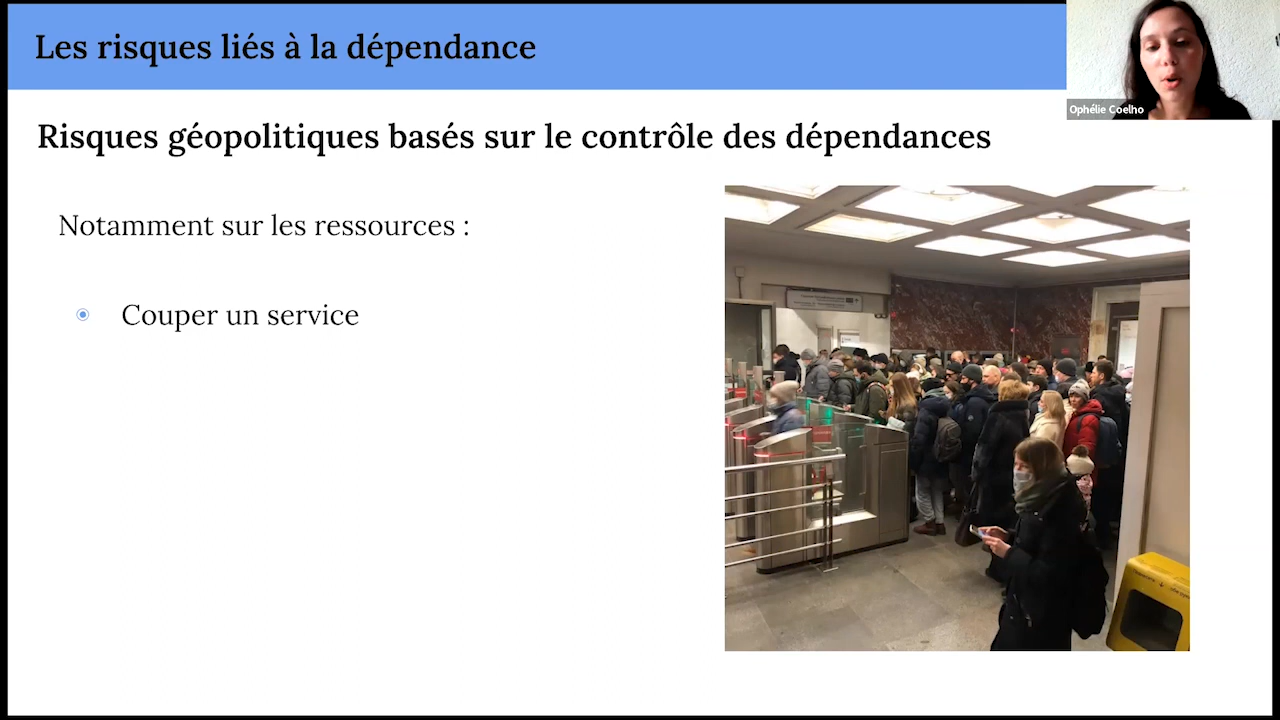 Les risques liés à la dépendance
Ophélie Coelho
Risques géopolitiques basés sur le contrôle des dépendances
Notamment sur les ressources :
Couper un service